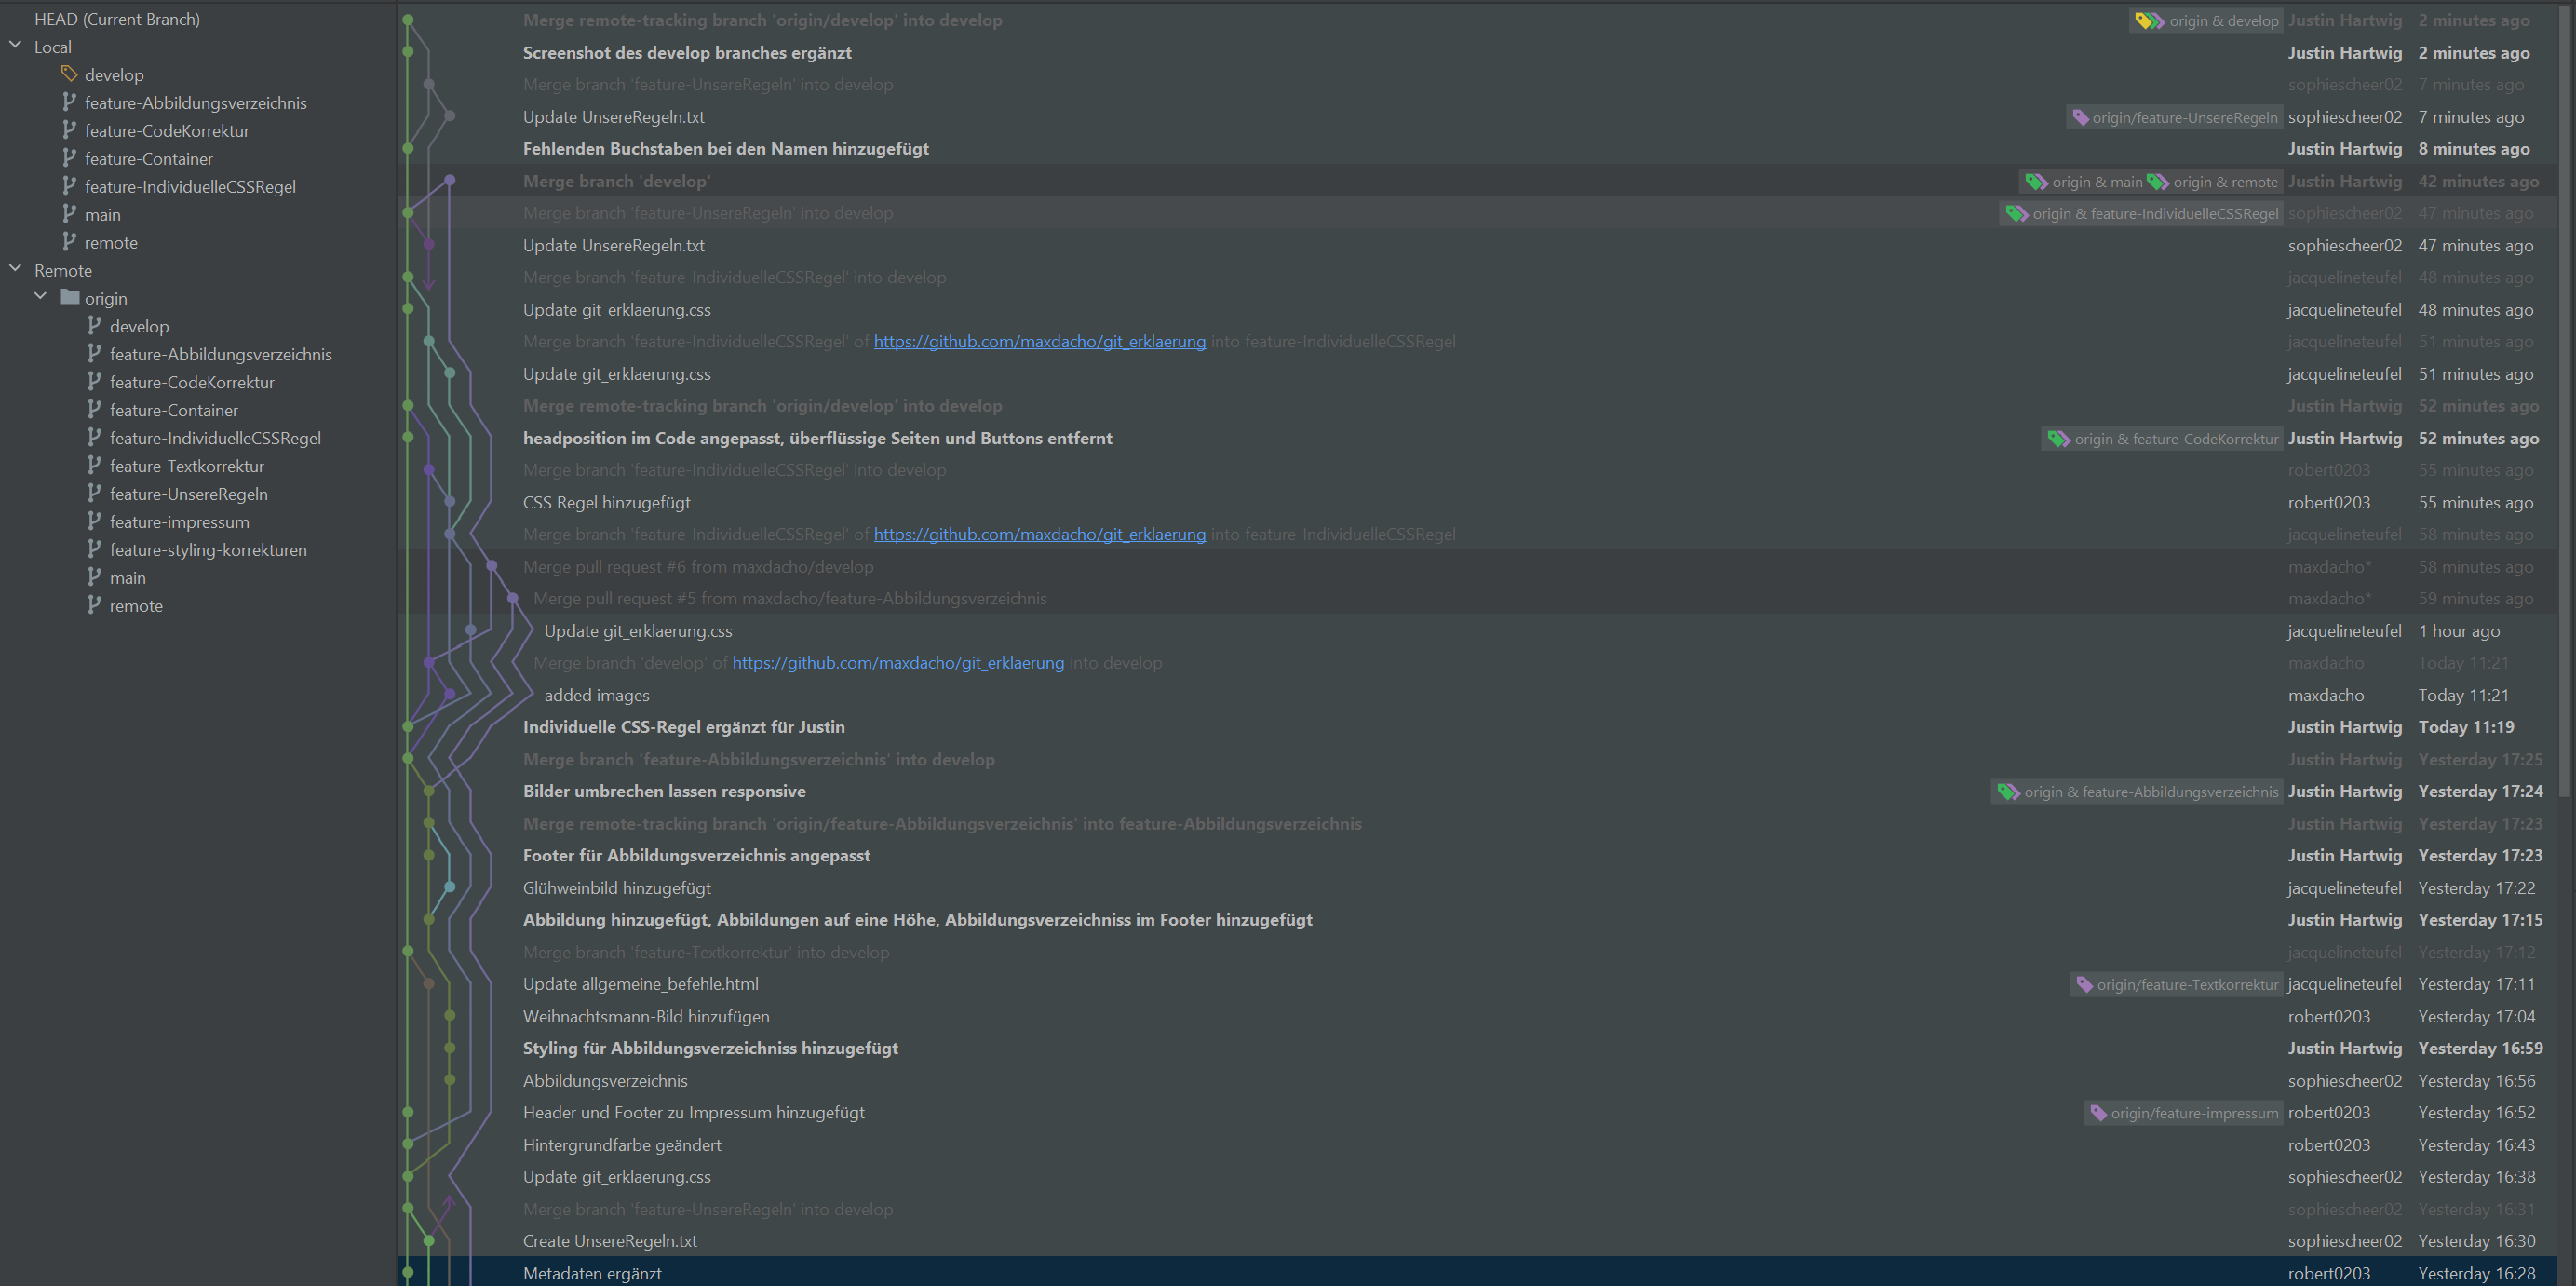 HEAD (Current Branch)
Local
develop
feature-Abbildungsverzeichnis
feature-CodeKorrektur
feature-Container
feature-IndividuelleCSSRegel
main
remote
Remote
origin
develop
feature-Abbildungsverzeichnis
feature-CodeKorrektur
feature-Container
feature-IndividuelleCSSRegel
feature-Textkorrektur
feature-UnsereRegeln
feature-impressum
feature-styling-korrekturen
main
remote
Merge remote-tracking branch 'origin/develop' into develop origin & develop Justin Hartwig 2 minutes ago
Screenshot des develop branches ergänzt Justin Hartwig 2 minutes ago
Merge branch 'feature-UnsereRegeln' into develop sophiescheer02 7 minutes ago
Update UnsereRegeln.txt origin/feature-UnsereRegeln sophiescheer02 7 minutes ago
Fehlenden Buchstaben bei den Namen hinzugefügt Justin Hartwig 8 minutes ago
Merge branch 'develop' origin & main origin & remote Justin Hartwig 42 minutes ago
Merge branch 'feature-UnsereRegeln' into develop origin & feature-IndividuelleCSSRegel sophiescheer02 47 minutes ago
Update UnsereRegeln.txt sophiescheer02 47 minutes ago
Merge branch 'feature-IndividuelleCSSRegel' into develop jacquelineteufel 48 minutes ago
Update git_erklaerung.css jacquelineteufel 48 minutes ago
Merge branch 'feature-IndividuelleCSSRegel' of https://github.com/maxdacho/git_erklaerung into feature-IndividuelleCSSRegel jacquelineteufel 51 minutes ago
Update git_erklaerung.css jacquelineteufel 51 minutes ago
Merge remote-tracking branch 'origin/develop' into develop Justin Hartwig 52 minutes ago
headposition im Code angepasst, überflüssige Seiten und Buttons entfernt origin & feature-CodeKorrektur Justin Hartwig 52 minutes ago
Merge branch 'feature-IndividuelleCSSRegel' into develop robert0203 55 minutes ago
CSS Regel hinzugefügt robert0203 55 minutes ago
Merge branch 'feature-IndividuelleCSSRegel' of https://github.com/maxdacho/git_erklaerung into feature-IndividuelleCSSRegel jacquelineteufel 58 minutes ago
Merge pull request #6 from maxdacho/develop maxdacho* 58 minutes ago
Merge pull request #5 from maxdacho/feature-Abbildungsverzeichnis maxdacho* 59 minutes ago
Update git_erklaerung.css jacquelineteufel 1 hour ago
Merge branch 'develop' of https://github.com/maxdacho/git_erklaerung into develop maxdacho Today 11:21
added images maxdacho Today 11:21
Individuelle CSS-Regel ergänzt für Justin Justin Hartwig Today 11:19
Merge branch 'feature-Abbildungsverzeichnis' into develop Justin Hartwig Yesterday 17:25
Bilder umbrechen lassen responsive origin & feature-Abbildungsverzeichnis Justin Hartwig Yesterday 17:24
Merge remote-tracking branch 'origin/feature-Abbildungsverzeichnis' into feature-Abbildungsverzeichnis Justin Hartwig Yesterday 17:23
Footer für Abbildungsverzeichnis angepasst Justin Hartwig Yesterday 17:23
Glühweinbild hinzugefügt jacquelineteufel Yesterday 17:22
Abbildung hinzugefügt, Abbildungen auf eine Höhe, Abbildungsverzeichniss im Footer hinzugefügt Justin Hartwig Yesterday 17:15
Merge branch 'feature-Textkorrektur' into develop jacquelineteufel Yesterday 17:12
Update allgemeine_befehle.html origin/feature-Textkorrektur jacquelineteufel Yesterday 17:11
Weihnachtsmann-Bild hinzufügen robert0203 Yesterday 17:04
Styling für Abbildungsverzeichniss hinzugefügt Justin Hartwig Yesterday 16:59
Abbildungsverzeichnis sophiescheer02 Yesterday 16:56
Header und Footer zu Impressum hinzugefügt origin/feature-impressum robert0203 Yesterday 16:52
Hintergrundfarbe geändert robert0203 Yesterday 16:43
Update git_erklaerung.css sophiescheer02 Yesterday 16:38
Merge branch 'feature-UnsereRegeln' into develop sophiescheer02 Yesterday 16:31
Create UnsereRegeln.txt sophiescheer02 Yesterday 16:30
Metadaten ergänzt robert0203 Yesterday 16:28